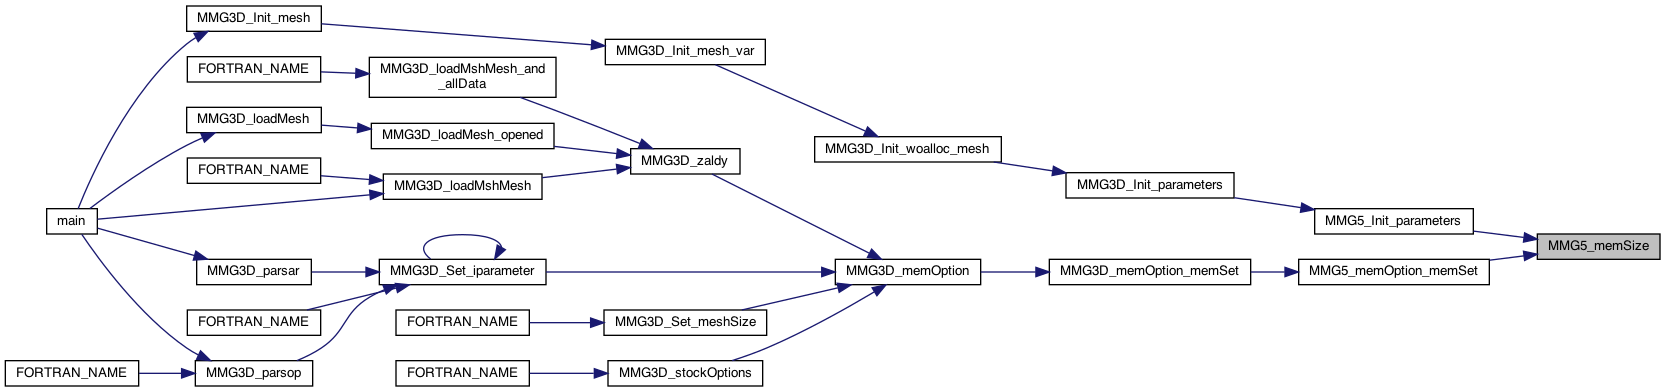 MMG3D_Init_mesh
MMG3D_Init_mesh_var
FORTRAN_NAME
MMG3D_loadMshMesh_and
_allData
MMG3D_loadMesh
MMG3D_loadMesh_opened
MMG3D_Init_woalloc_mesh
MMG3D_zaldy
FORTRAN_NAME
MMG3D_loadMshMesh
MMG3D_Init_parameters
main
MMG5_Init_parameters
MMG5_memSize
MMG3D_parsar
MMG3D_Set_iparameter
MMG3D_memOption
MMG3D_memOption_memSet
MMG5_memOption_memSet
FORTRAN_NAME
FORTRAN_NAME
MMG3D_Set_meshSize
FORTRAN_NAME
MMG3D_parsop
FORTRAN_NAME
MMG3D_stockOptions